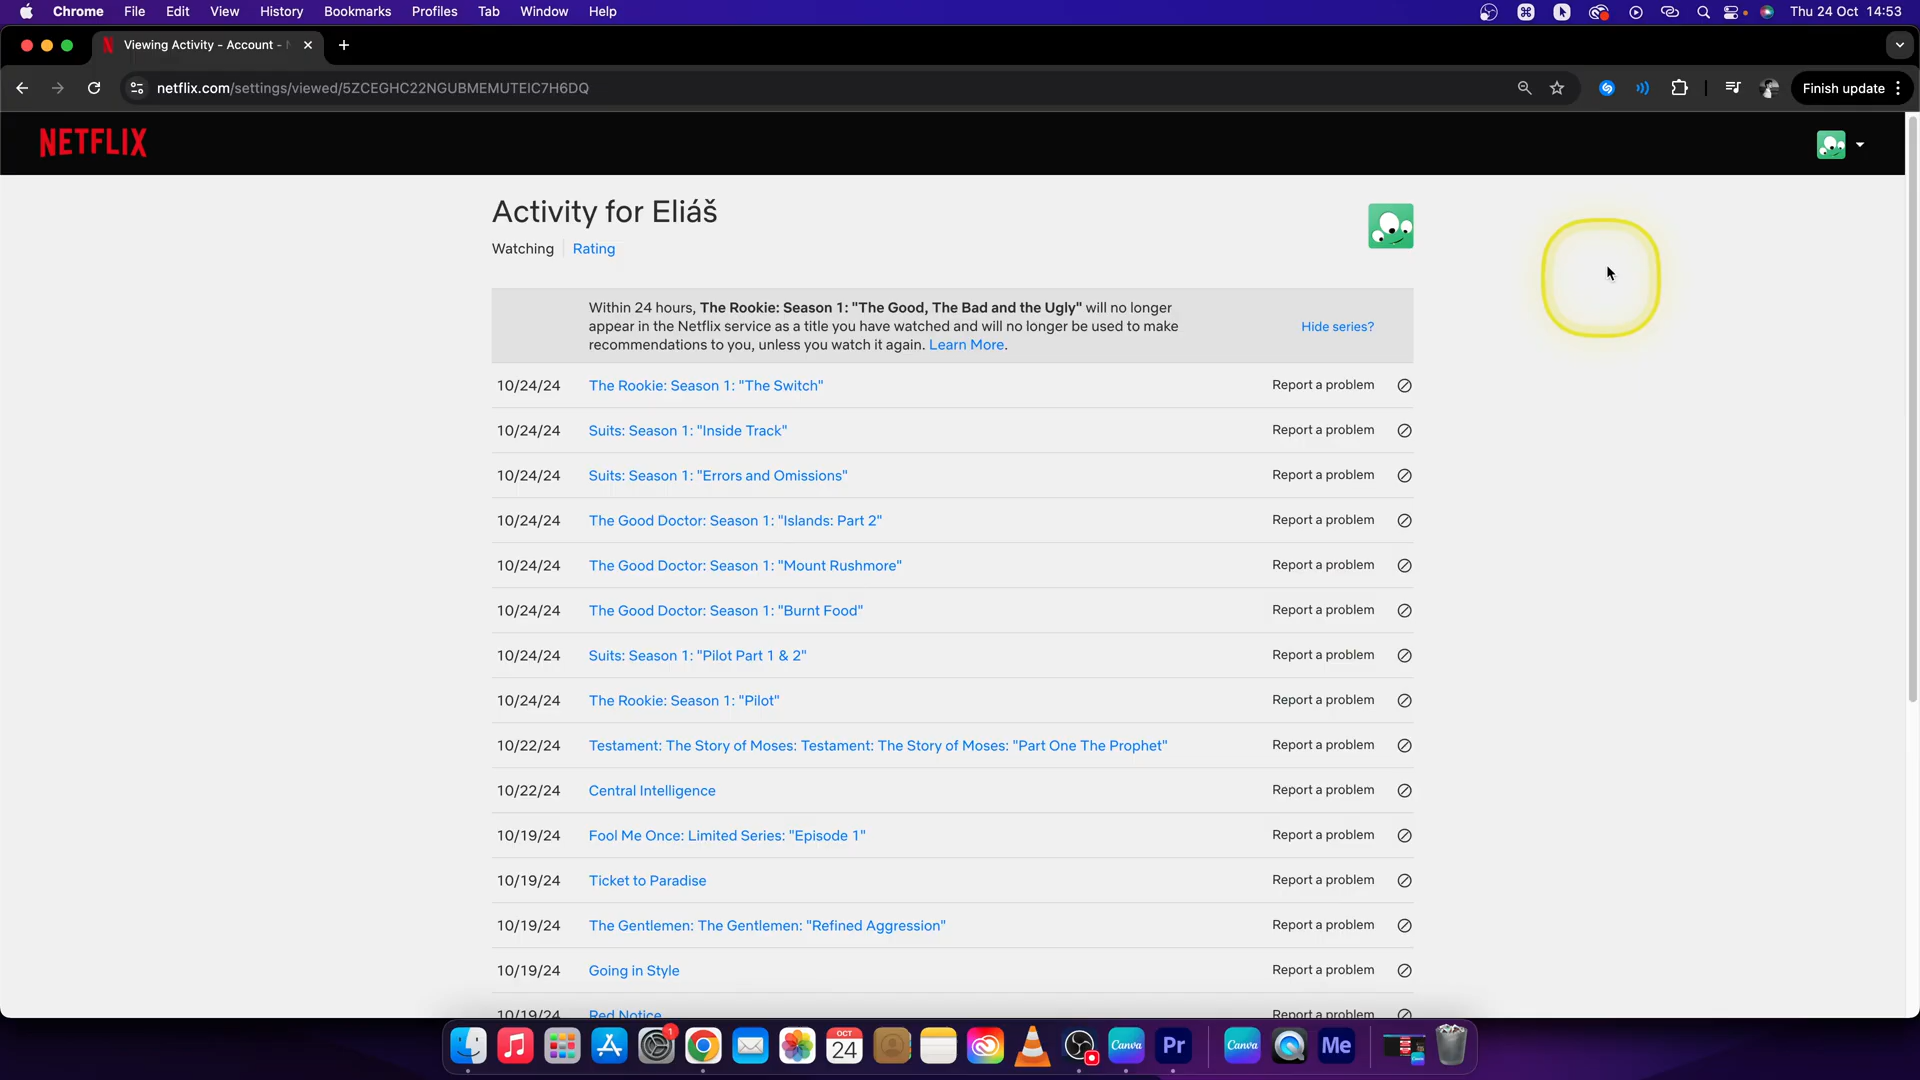 Chrome File Edit View History Bookmarks Profiles Tab Window Help Thu 24 Oct 14:53
Viewing Activity - Account -
netflix.com/settings/viewed/5ZCEGHC22NGUBMEMUTEIC7H6DQ Finish update
NETFLIX
Activity for Eliáš
Watching Rating
Within 24 hours, The Rookie: Season 1: "The Good, The Bad and the Ugly" will no longer
appear in the Netflix service as a title you have watched and will no longer be used to make
recommendations to you, unless you watch it again. Learn More.
Hide series?
10/24/24 The Rookie: Season 1: "The Switch" Report a problem
10/24/24 Suits: Season 1: "Inside Track" Report a problem
10/24/24 Suits: Season 1: "Errors and Omissions" Report a problem
10/24/24 The Good Doctor: Season 1: "Islands: Part 2" Report a problem
10/24/24 The Good Doctor: Season 1: "Mount Rushmore" Report a problem
10/24/24 The Good Doctor: Season 1: "Burnt Food" Report a problem
10/24/24 Suits: Season 1: "Pilot Part 1 & 2" Report a problem
10/24/24 The Rookie: Season 1: "Pilot" Report a problem
10/22/24 Testament: The Story of Moses: Testament: The Story of Moses: "Part One The Prophet" Report a problem
10/22/24 Central Intelligence Report a problem
10/19/24 Fool Me Once: Limited Series: "Episode 1" Report a problem
10/19/24 Ticket to Paradise Report a problem
10/19/24 The Gentlemen: The Gentlemen: "Refined Aggression" Report a problem
10/19/24 Going in Style Report a problem
10/19/24 Red Notice Report a problem
1 OCT
24 Canva Pr Canva Me